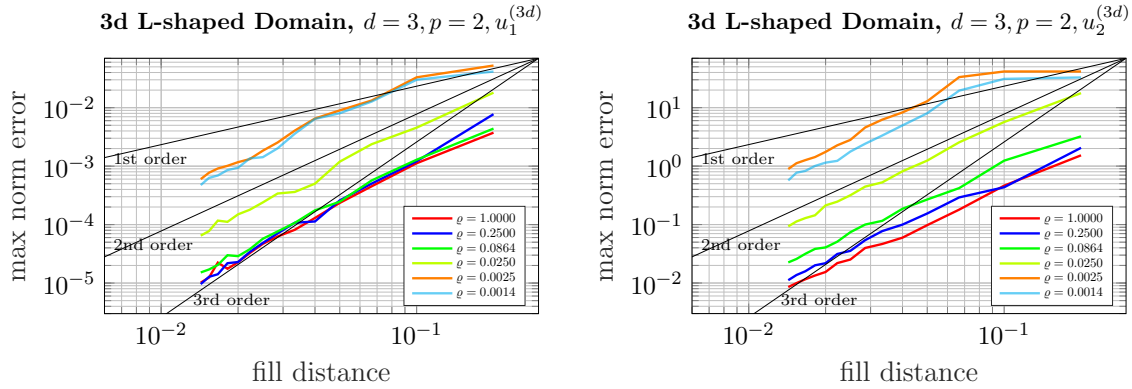 3d L-shaped Domain, $d = 3, p = 2, u_1^{(3d)}$
max norm error
10^{-2}
10^{-3}
10^{-4}
10^{-5}
1st order
2nd order
3rd order
ϱ = 1.0000
ϱ = 0.2500
ϱ = 0.0864
ϱ = 0.0250
ϱ = 0.0025
ϱ = 0.0014
10^{-2}
10^{-1}
fill distance
3d L-shaped Domain, $d = 3, p = 2, u_2^{(3d)}$
max norm error
10^{1}
10^{0}
10^{-1}
10^{-2}
1st order
2nd order
3rd order
ϱ = 1.0000
ϱ = 0.2500
ϱ = 0.0864
ϱ = 0.0250
ϱ = 0.0025
ϱ = 0.0014
10^{-2}
10^{-1}
fill distance